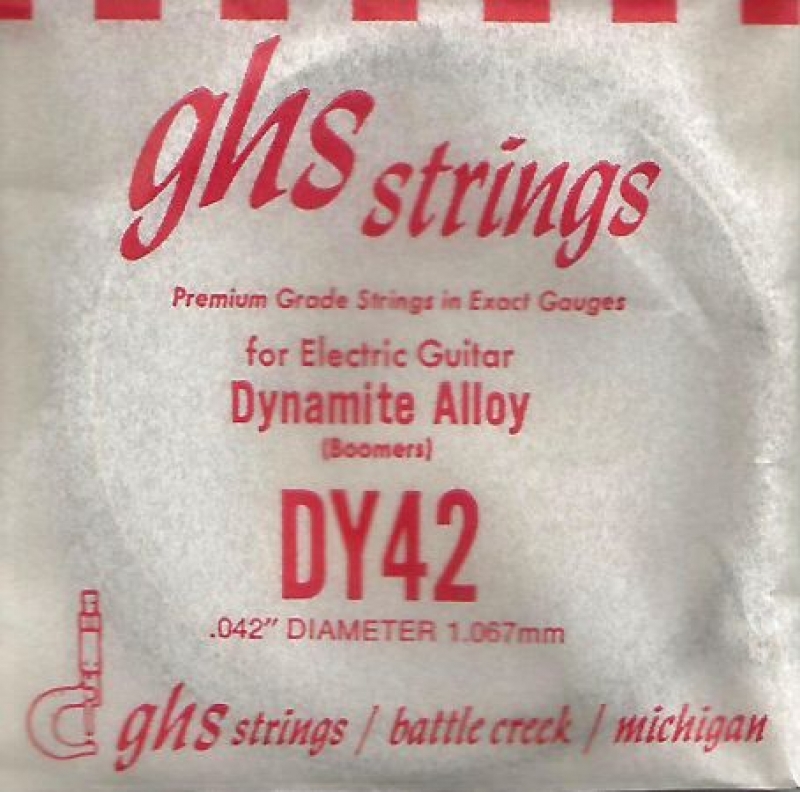 ghs strings
Premium Grade Strings in Exact Gauges
for Electric Guitar
Dynamite Alloy
(Boomers)
DY42
.042" DIAMETER 1.067mm
ghs strings / battle creek / michigan